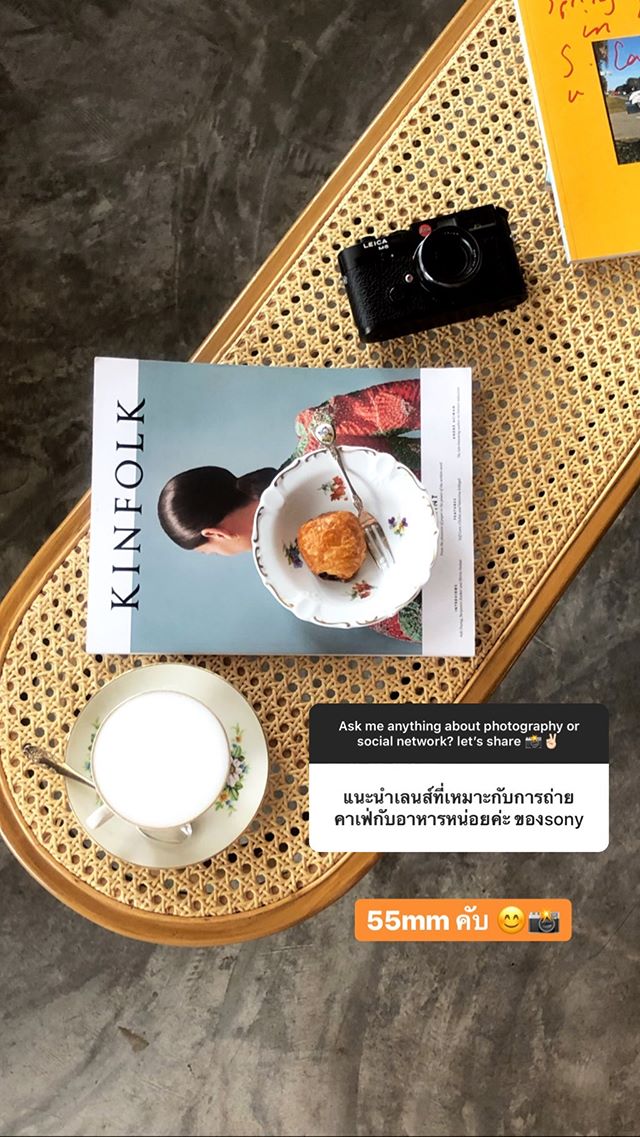 Spring
in
S.
LEICA
M6
KINFOLK
Ask me anything about photography or
social network? let's share 📸✌🏻
แนะนำเลนส์ที่เหมาะกับการถ่าย
คาเฟ่กับอาหารหน่อยค่ะ ของsony
55mm คับ 😊📸